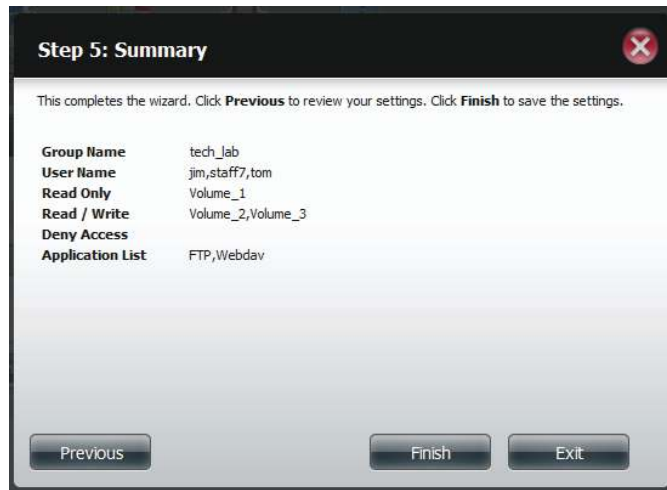 Step 5: Summary
This completes the wizard. Click Previous to review your settings. Click Finish to save the settings.
Group Name tech_lab
User Name jim,staff7,tom
Read Only Volume_1
Read / Write Volume_2,Volume_3
Deny Access
Application List FTP,Webdav
Previous Finish Exit